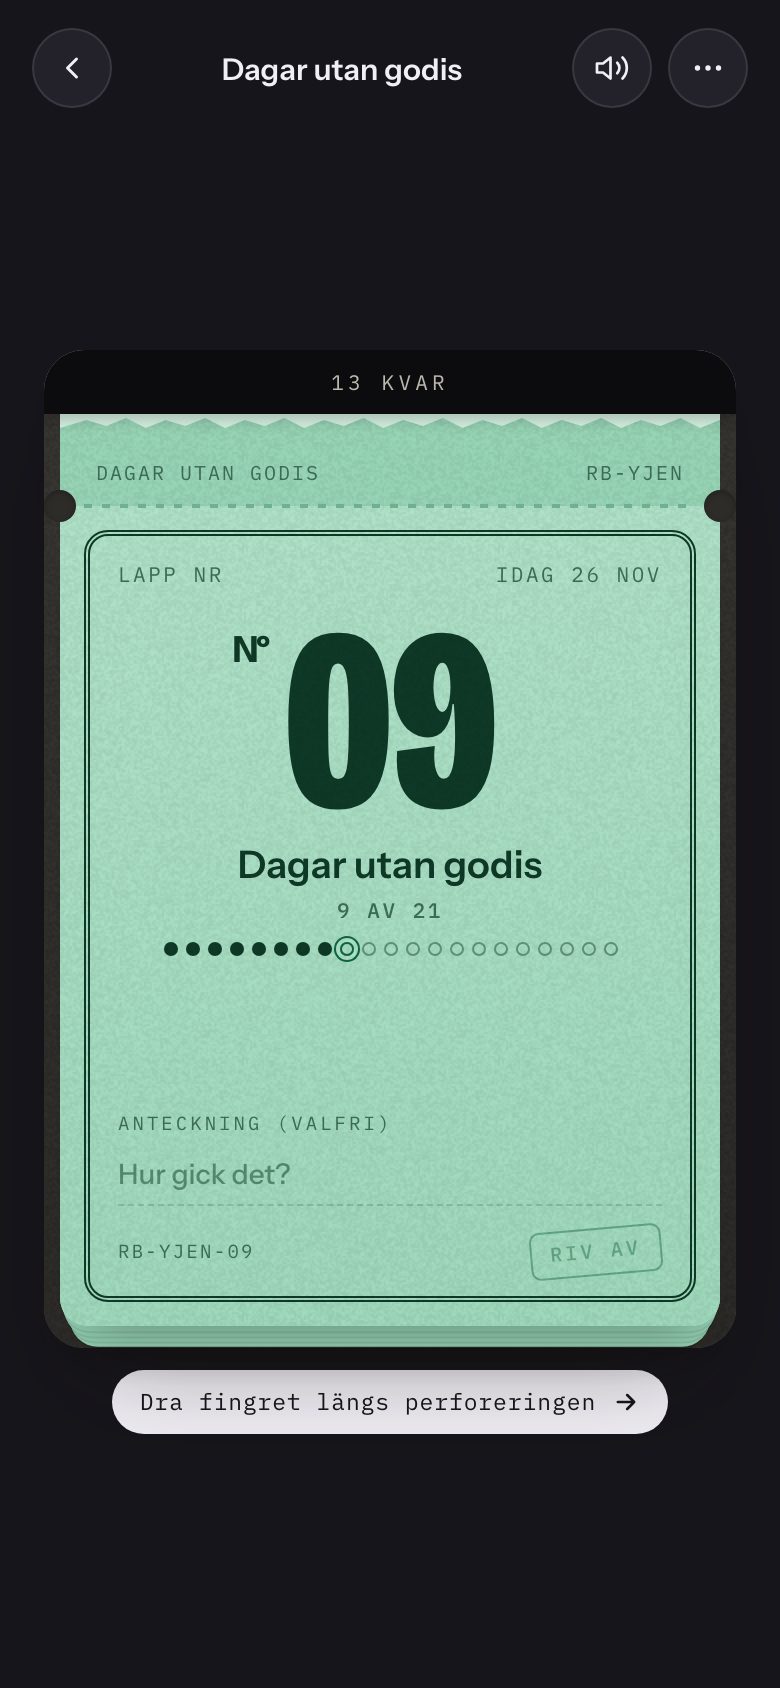 Dagar utan godis
13 KVAR
DAGAR UTAN GODIS RB-YJEN
LAPP NR IDAG 26 NOV
Nº 09
Dagar utan godis
9 AV 21
ANTECKNING (VALFRI)
Hur gick det?
RB-YJEN-09 RIV AV
Dra fingret längs perforeringen →